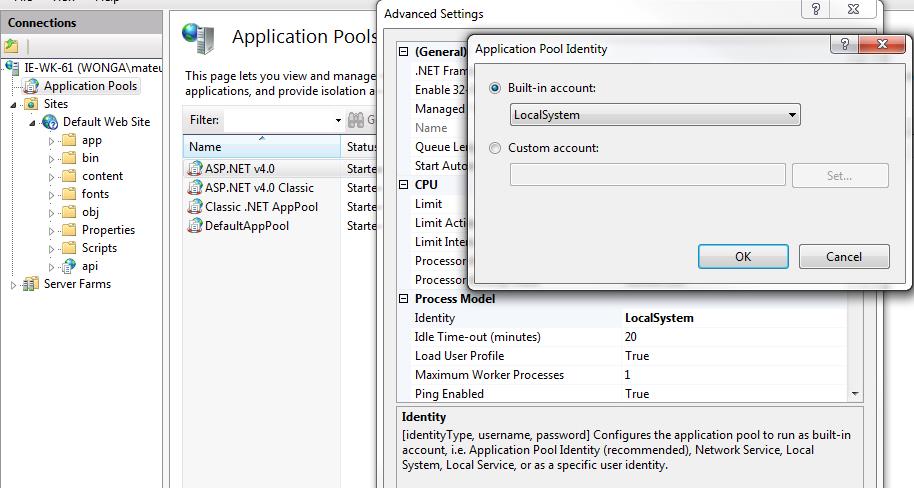 Connections
IE-WK-61 (WONGA\mateu
Application Pools
Sites
Default Web Site
app
bin
content
fonts
obj
Properties
Scripts
api
Server Farms
Application Pools
This page lets you view and manage
applications, and provide isolation a
Filter:
G
Name
Status
ASP.NET v4.0
Starte
ASP.NET v4.0 Classic
Starte
Classic .NET AppPool
Starte
DefaultAppPool
Starte
Advanced Settings
(General)
.NET Fram
Enable 32-
Managed
Name
Queue Len
Start Auto
CPU
Limit
Limit Acti
Limit Inter
Processor
Processor
Process Model
Identity LocalSystem
Idle Time-out (minutes) 20
Load User Profile True
Maximum Worker Processes 1
Ping Enabled True
Identity
[identityType, username, password] Configures the application pool to run as built-in
account, i.e. Application Pool Identity (recommended), Network Service, Local
System, Local Service, or as a specific user identity.
Application Pool Identity
Built-in account:
LocalSystem
Custom account:
Set...
OK
Cancel